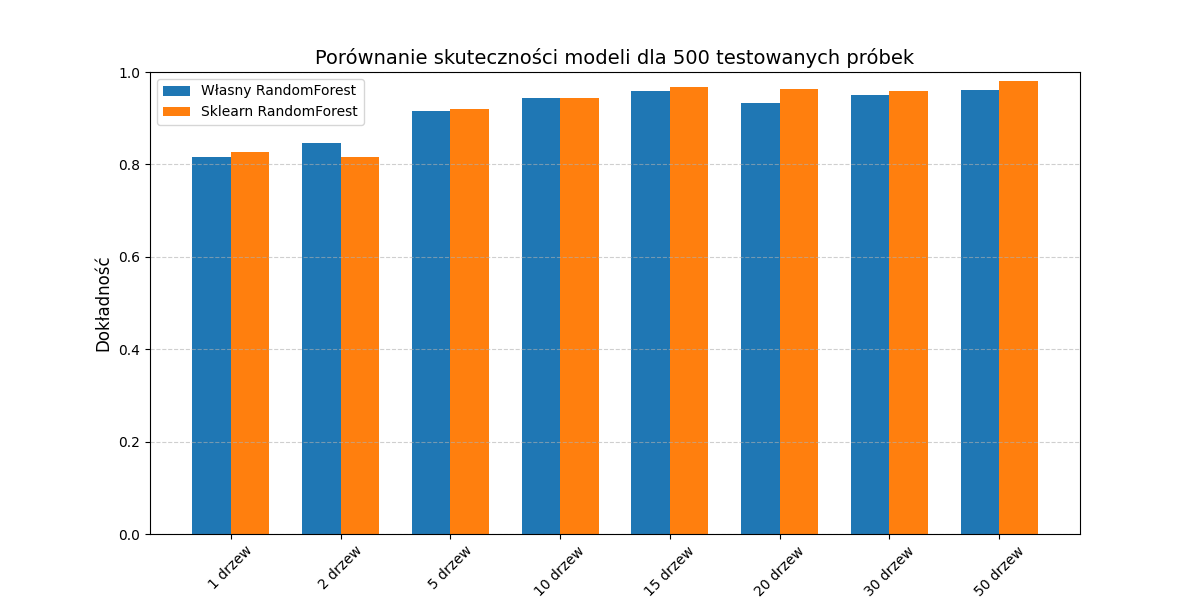 Porównanie skuteczności modeli dla 500 testowanych próbek
Własny RandomForest
Sklearn RandomForest
Dokładność
1.0
0.8
0.6
0.4
0.2
0.0
1 drzew
2 drzew
5 drzew
10 drzew
15 drzew
20 drzew
30 drzew
50 drzew